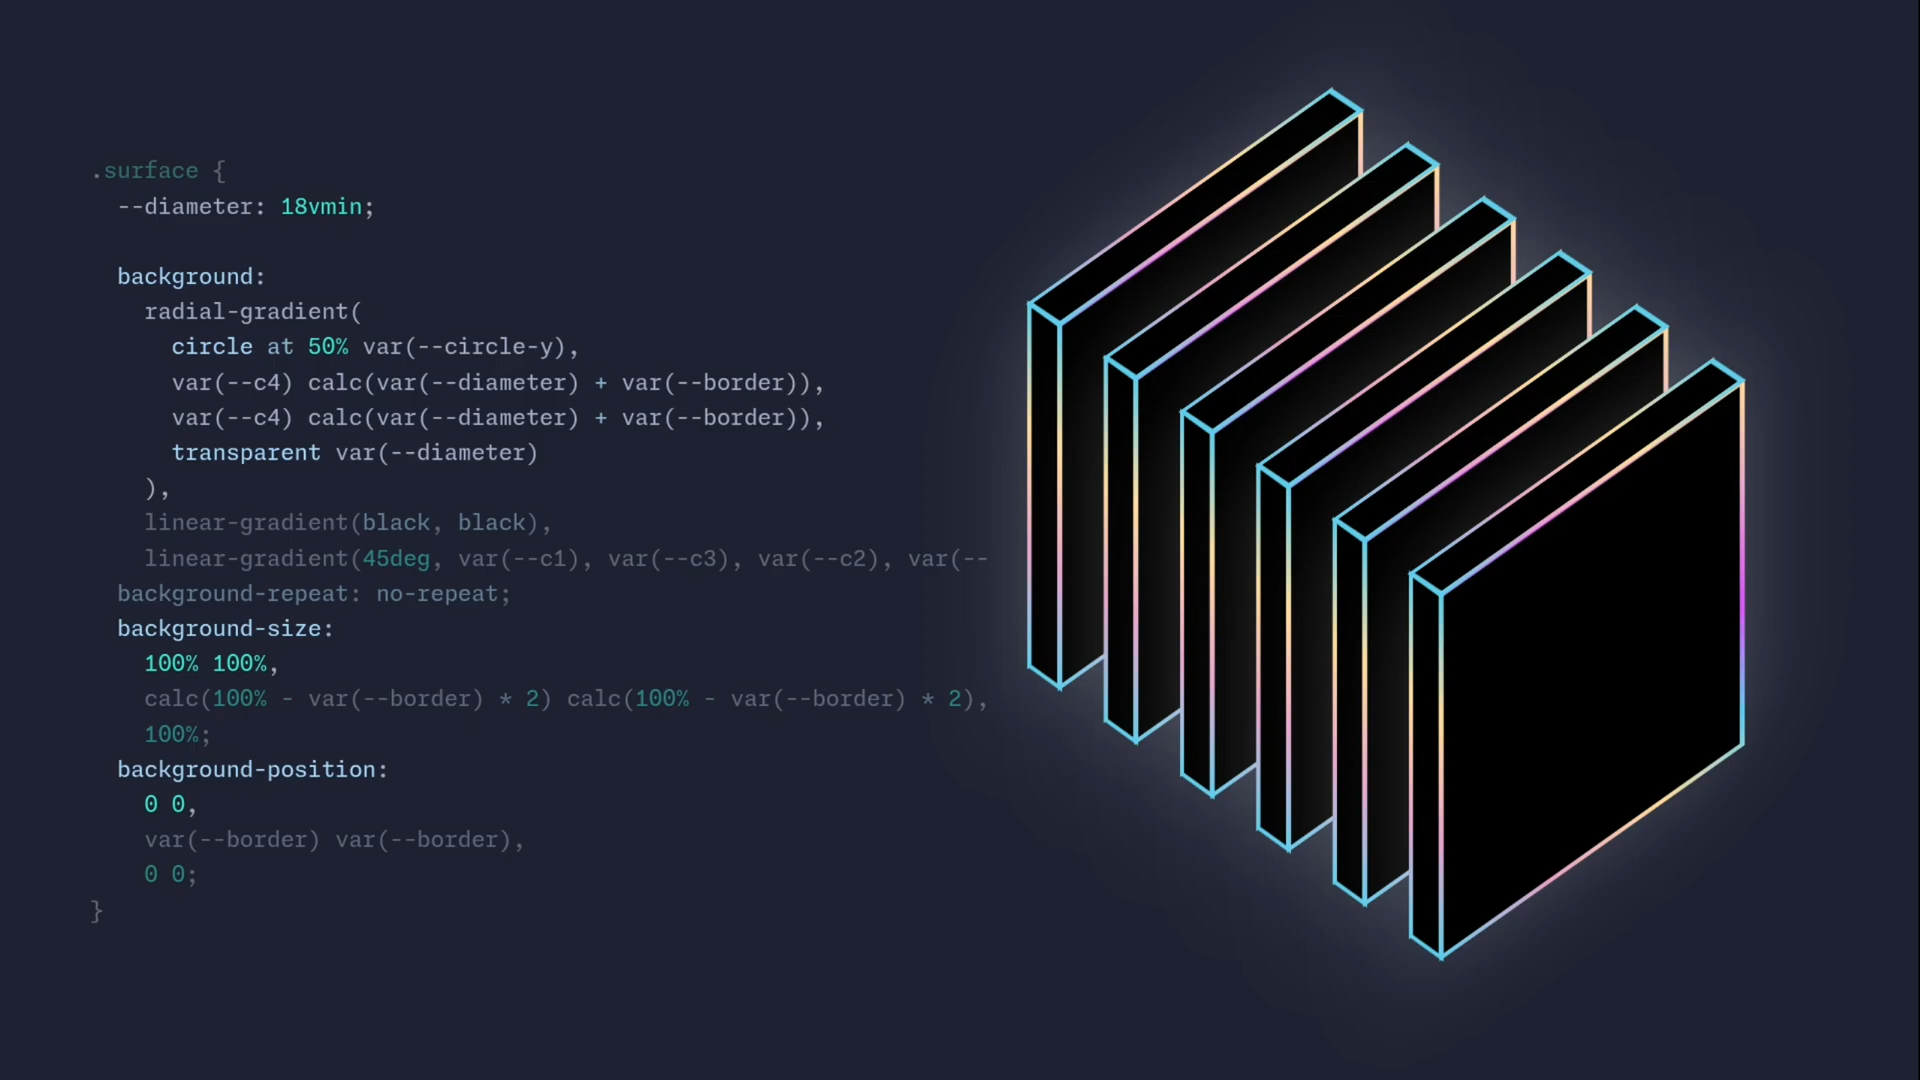 .surface {
--diameter: 18vmin;
background:
radial-gradient(
circle at 50% var(--circle-y),
var(--c4) calc(var(--diameter) + var(--border)),
var(--c4) calc(var(--diameter) + var(--border)),
transparent var(--diameter)
),
linear-gradient(black, black),
linear-gradient(45deg, var(--c1), var(--c3), var(--c2), var(--
background-repeat: no-repeat;
background-size:
100% 100%,
calc(100% - var(--border) * 2) calc(100% - var(--border) * 2),
100%;
background-position:
0 0,
var(--border) var(--border),
0 0;
}